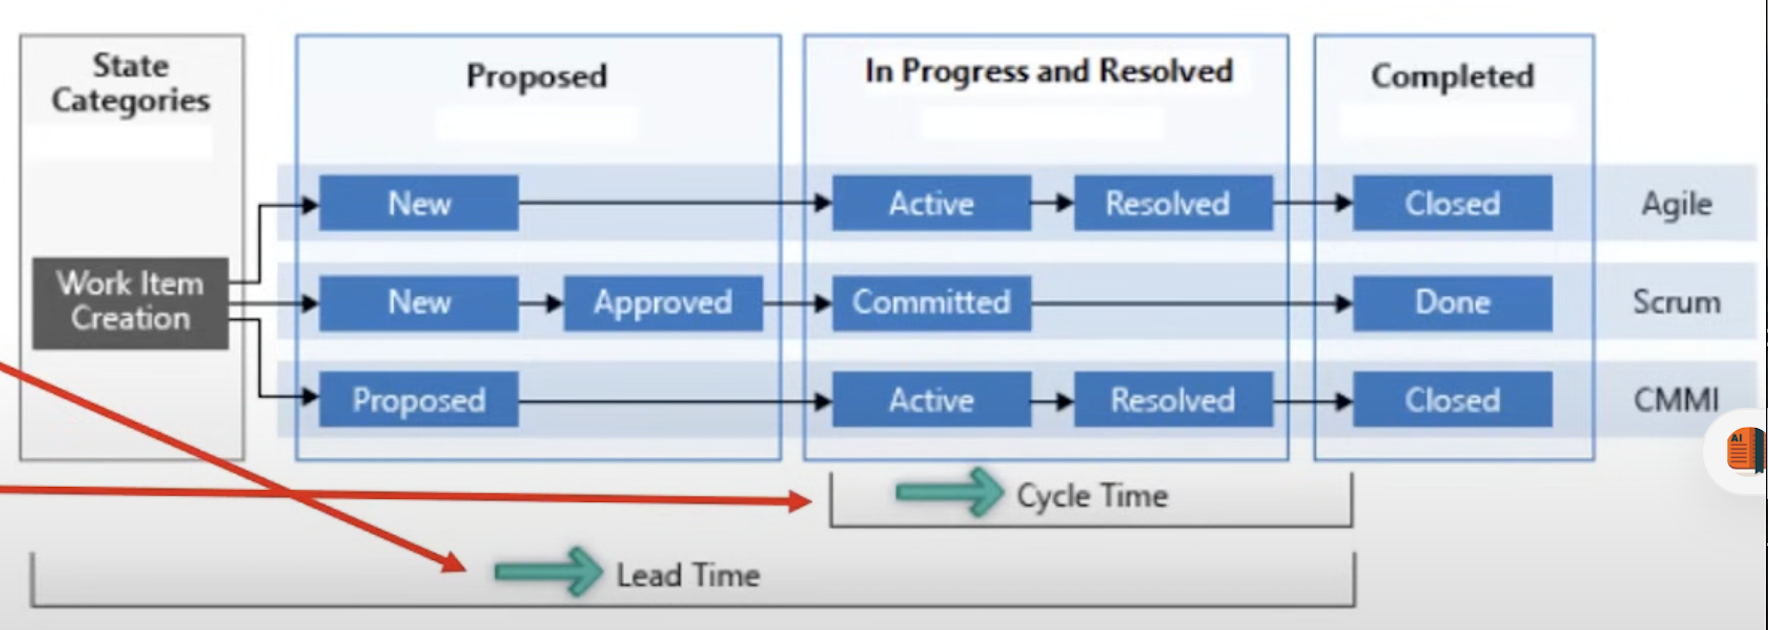 State
Categories
Proposed
In Progress and Resolved
Completed
New
Active
Resolved
Closed
Agile
Work Item
Creation
New
Approved
Committed
Done
Scrum
Proposed
Active
Resolved
Closed
CMMI
AI
Cycle Time
Lead Time